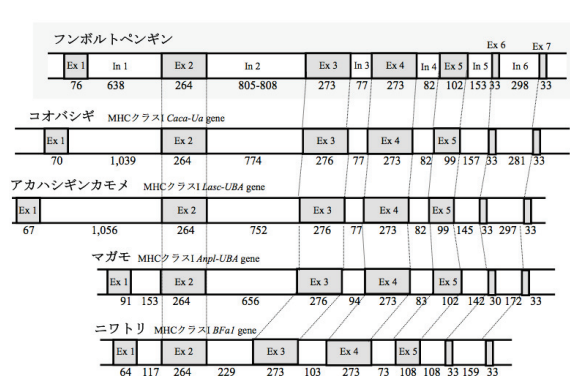 フンボルトペンギン
Ex 6 Ex 7
Ex 1 In 1 Ex 2 In 2 Ex 3 In 3 Ex 4 In 4 Ex 5 In 5 In 6
76 638 264 805-808 273 77 273 82 102 153 33 298 33
コオバシギ MHCクラスI Caca-Ua gene
Ex 1 Ex 2 Ex 3 Ex 4 Ex 5
70 1,039 264 774 276 77 273 82 99 157 33 281 33
アカハシギンカモメ MHCクラスI Lasc-UBA gene
Ex 1 Ex 2 Ex 3 Ex 4 Ex 5
67 1,056 264 752 276 77 273 82 99 145 33 297 33
マガモ MHCクラスI Anpl-UBA gene
Ex 1 Ex 2 Ex 3 Ex 4 Ex 5
91 153 264 656 276 94 273 83 102 142 30 172 33
ニワトリ MHCクラスI BFa1 gene
Ex 1 Ex 2 Ex 3 Ex 4 Ex 5
64 117 264 229 273 103 273 73 108 108 33 159 33